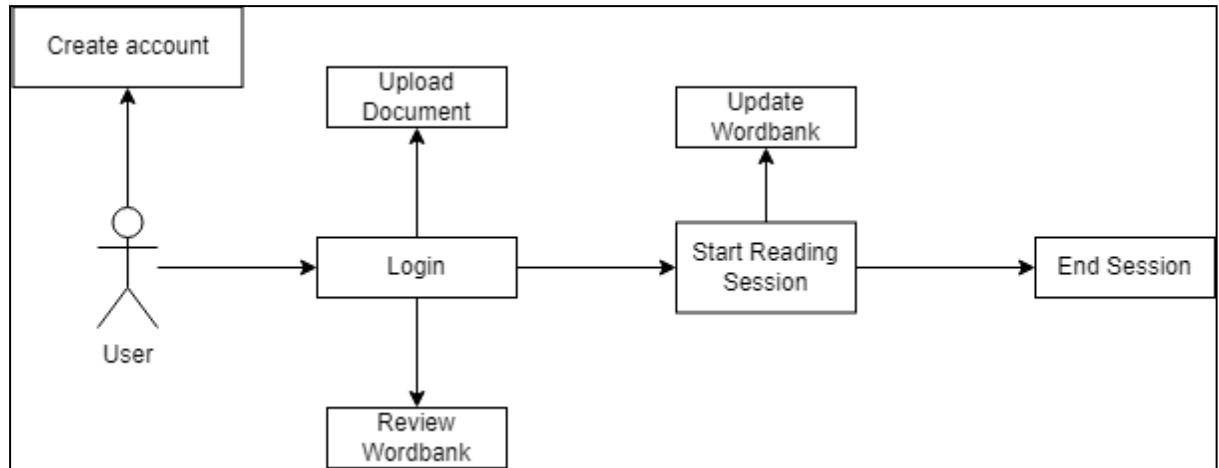 Create account
Upload
Document
Update
Wordbank
Login
Start Reading
Session
End Session
User
Review
Wordbank